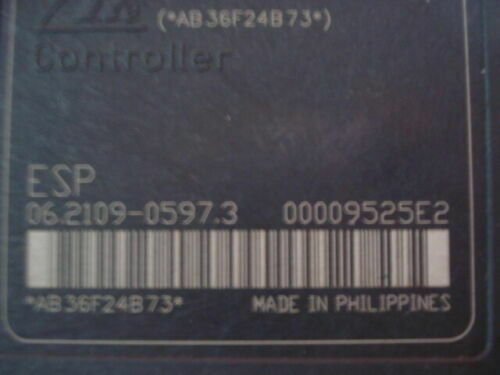 (*AB36F24B73*)
Controller
ESP
06.2109-0597.3 00009525E2
*AB36F24B73* MADE IN PHILIPPINES